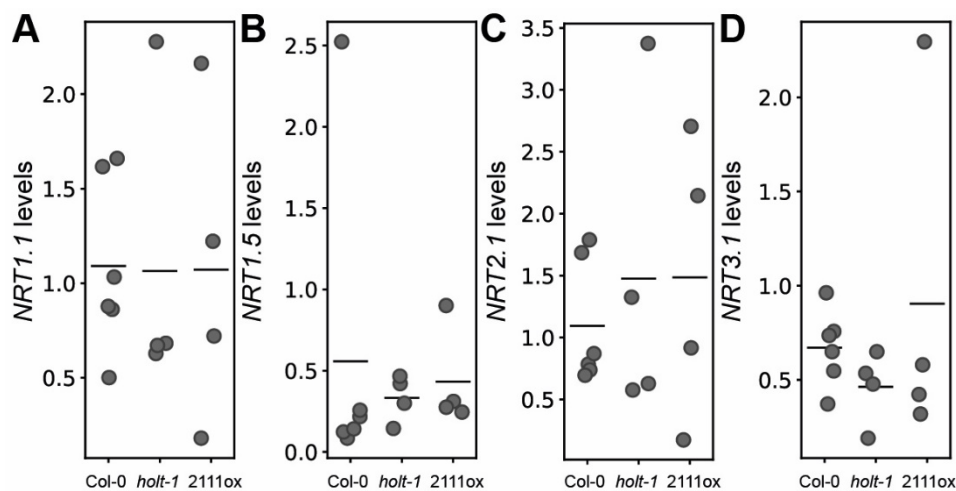 A
NRT1.1 levels
2.0
1.5
1.0
0.5
Col-0 holt-1 2111ox
B
NRT1.5 levels
2.5
2.0
1.5
1.0
0.5
0.0
Col-0 holt-1 2111ox
C
NRT2.1 levels
3.5
3.0
2.5
2.0
1.5
1.0
0.5
Col-0 holt-1 2111ox
D
NRT3.1 levels
2.0
1.5
1.0
0.5
Col-0 holt-1 2111ox